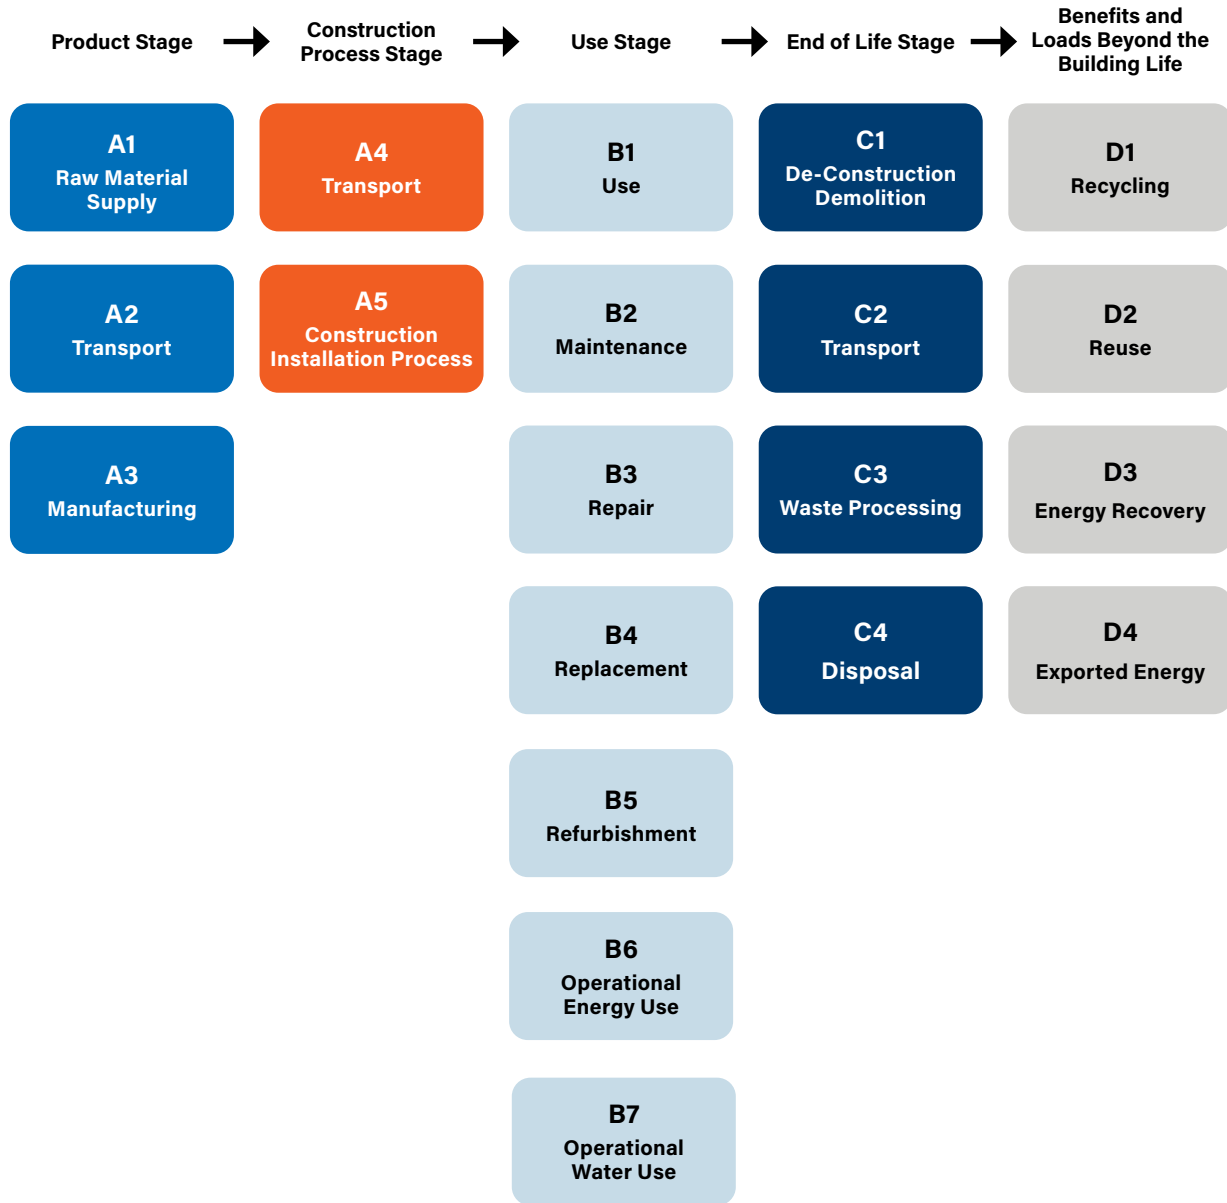 Product Stage
Construction
Process Stage
Use Stage
End of Life Stage
Benefits and
Loads Beyond the
Building Life
A1
Raw Material
Supply
A2
Transport
A3
Manufacturing
A4
Transport
A5
Construction
Installation Process
B1
Use
B2
Maintenance
B3
Repair
B4
Replacement
B5
Refurbishment
B6
Operational
Energy Use
B7
Operational
Water Use
C1
De-Construction
Demolition
C2
Transport
C3
Waste Processing
C4
Disposal
D1
Recycling
D2
Reuse
D3
Energy Recovery
D4
Exported Energy